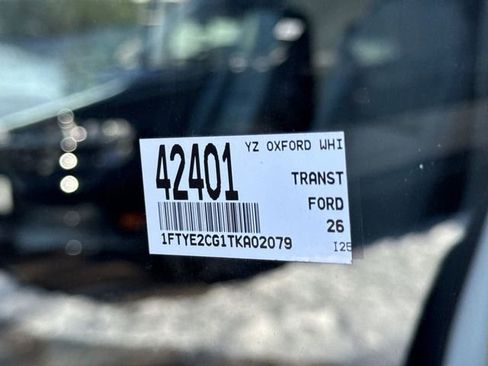 YZ OXFORD WHI
42401
TRANST
FORD
26
1FTYE2CG1TKA02079
I25